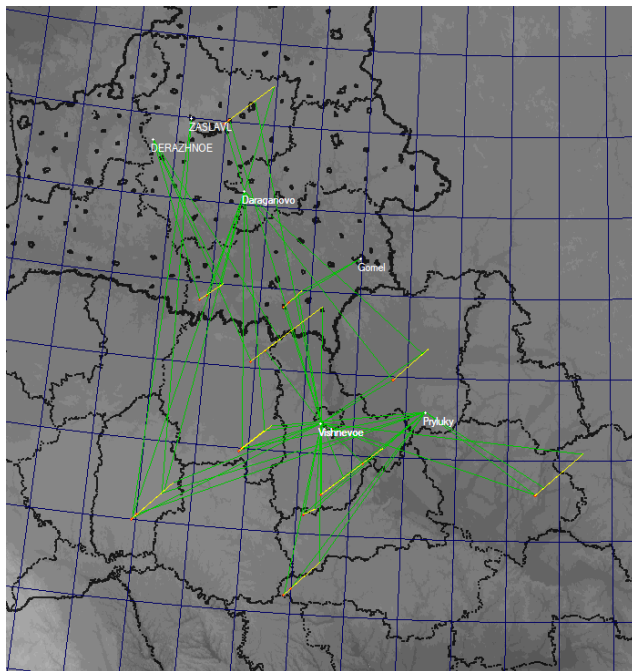 ZASLAVL
DERAZHNOE
Daraganovo
Gomel
Pryluky
Vishnevoe